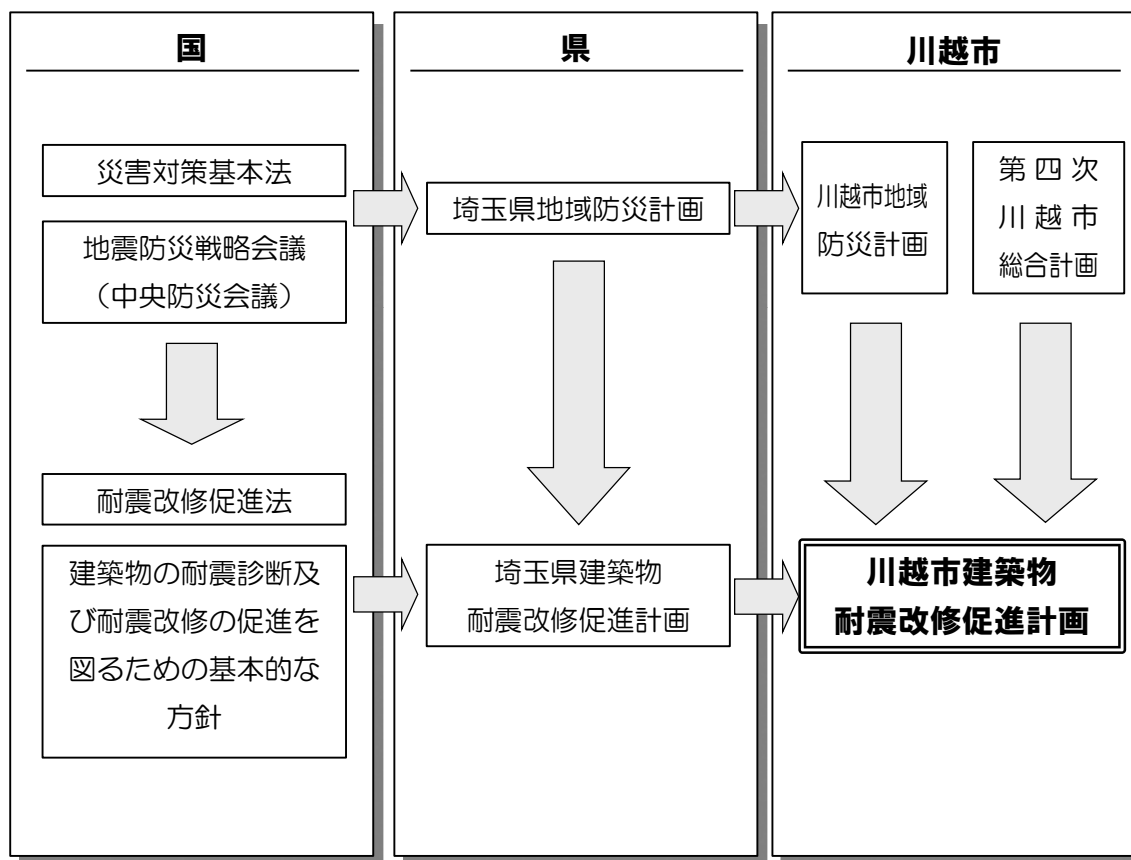 国
災害対策基本法
地震防災戦略会議
（中央防災会議）
耐震改修促進法
建築物の耐震診断及
び耐震改修の促進を
図るための基本的な
方針
県
埼玉県地域防災計画
埼玉県建築物
耐震改修促進計画
川越市
川越市地域
防災計画
第四次
川越市
総合計画
川越市建築物
耐震改修促進計画